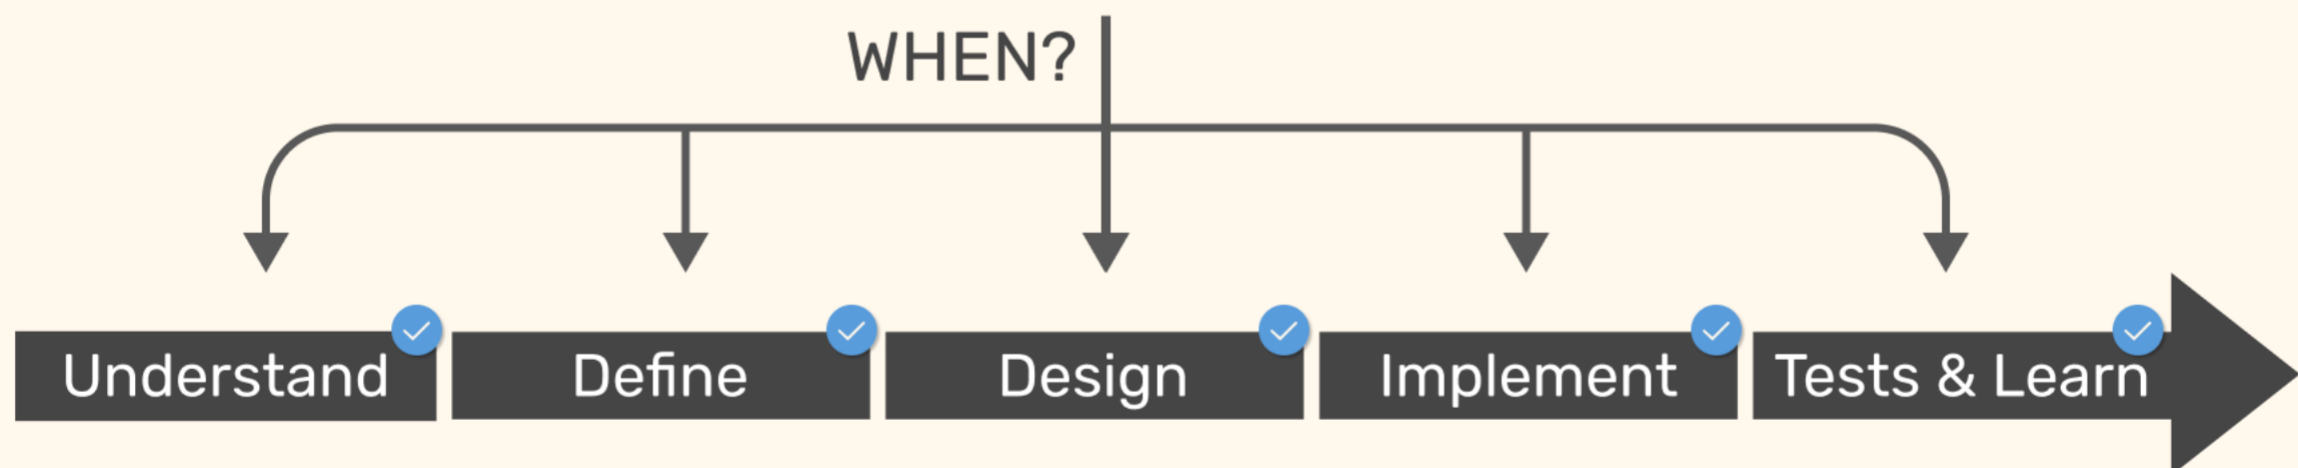 WHEN?
Understand
Define
Design
Implement
Tests & Learn